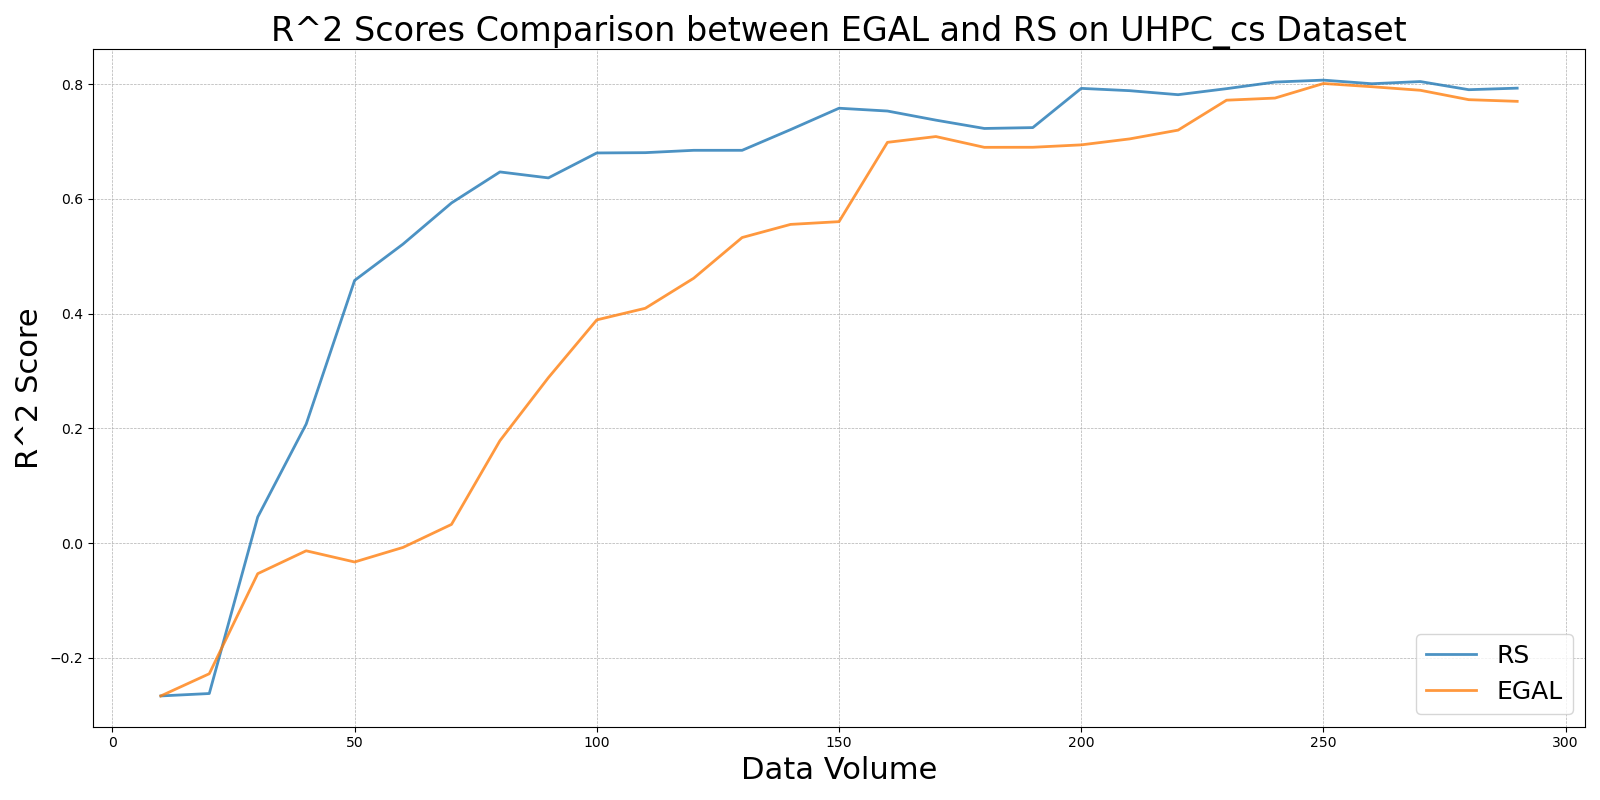 R^2 Scores Comparison between EGAL and RS on UHPC_cs Dataset
R^2 Score
0.8
0.6
0.4
0.2
0.0
−0.2
0 50 100 150 200 250 300
Data Volume
RS
EGAL